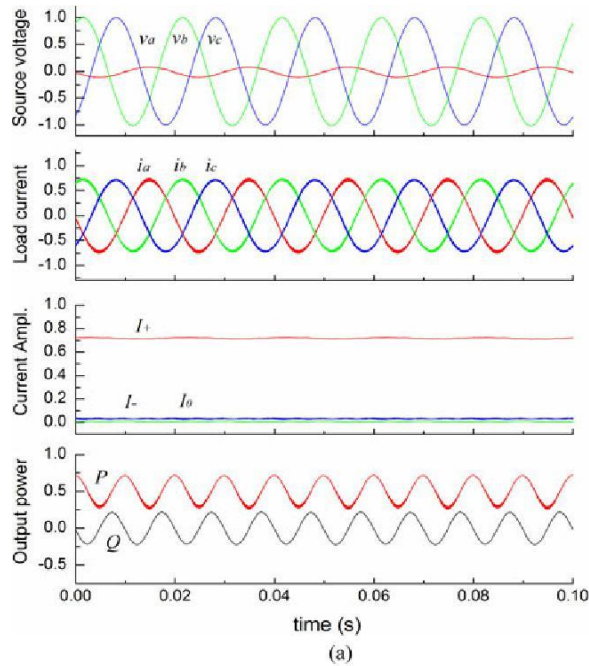 Source voltage
1.0
0.5
0.0
-0.5
-1.0
va vb vc
Load current
1.0
0.5
0.0
-0.5
-1.0
ia ib ic
Current Ampl.
1.0
0.8
0.6
0.4
0.2
0.0
I+
I- I0
Output power
1.0
0.5
0.0
-0.5
P
Q
0.00 0.02 0.04 0.06 0.08 0.10
time (s)
(a)